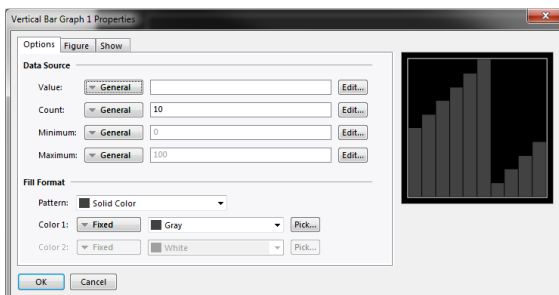 Vertical Bar Graph 1 Properties
Options Figure Show
Data Source
Value: General Edit...
Count: General 10 Edit...
Minimum: General 0 Edit...
Maximum: General 100 Edit...
Fill Format
Pattern: Solid Color
Color 1: Fixed Gray Pick...
Color 2: Fixed White Pick...
OK Cancel